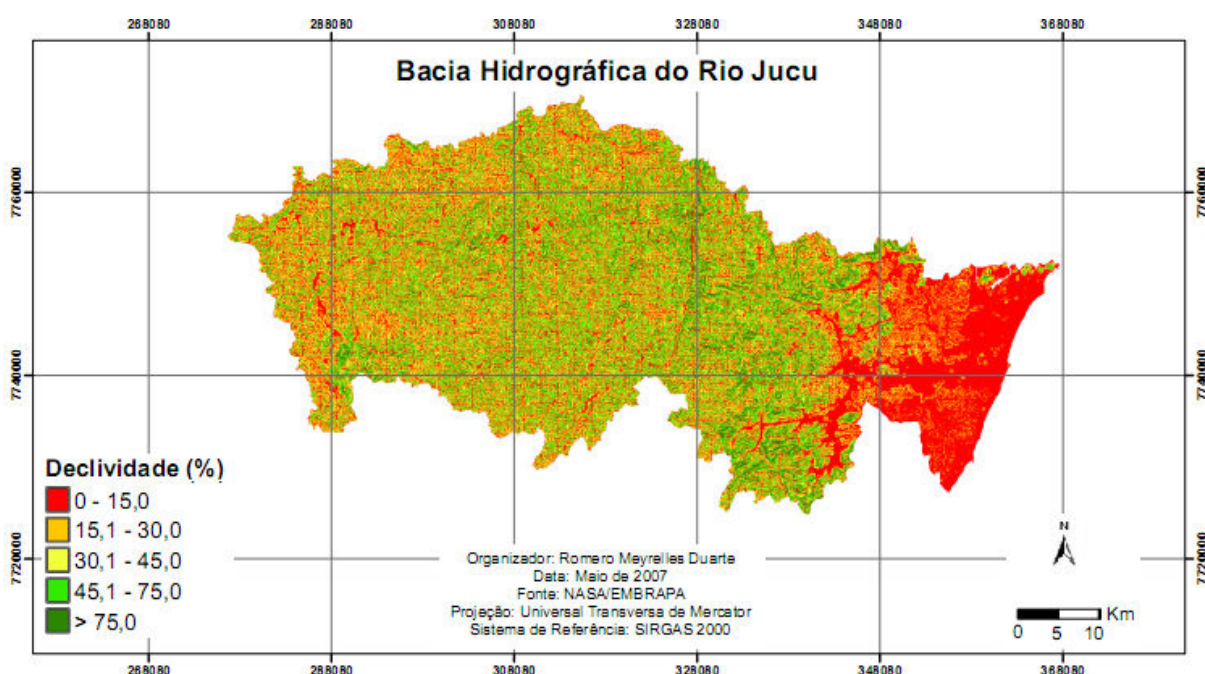 268080 288080 308080 328080 348080 368080
Bacia Hidrográfica do Rio Jucu
7760000 7760000
7740000 7740000
Declividade (%)
0 - 15,0
15,1 - 30,0
30,1 - 45,0
45,1 - 75,0
> 75,0
7720000 7720000
Organizador: Romero Meyrelles Duarte
Data: Maio de 2007
Fonte: NASA/EMBRAPA
Projeção: Universal Transversa de Mercator
Sistema de Referência: SIRGAS 2000
N
Km
0 5 10
268080 288080 308080 328080 348080 368080